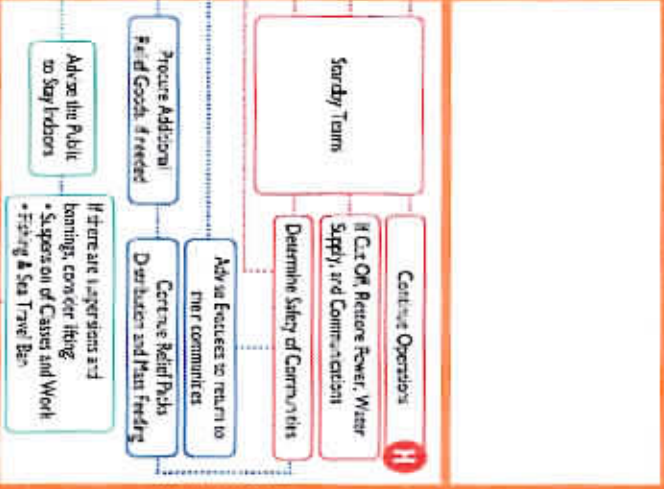 Standby Teams
Continue Operations
H
If Cut Off, Restore Power, Water
Supply, and Communications
Determine Safety of Communities
Advise Evacuees to return to
their communities
Procure Additional
Relief Goods, if needed
Continue Relief Packs
Distribution and Mass Feeding
Advise the Public
to Stay Indoors
If there are suspensions and
bannings, consider lifting
• Suspension of Classes and Work
• Fishing & Sea Travel Ban